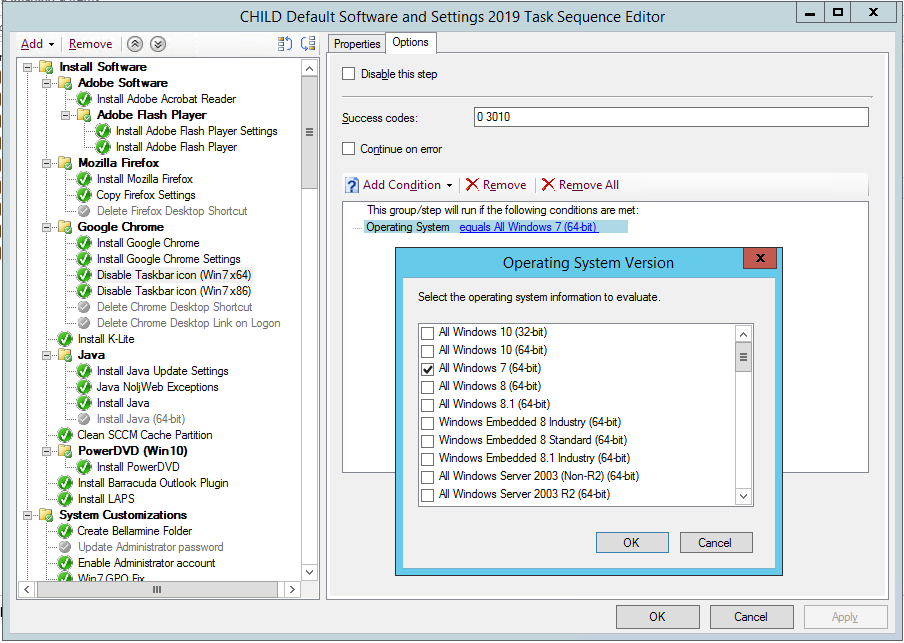 CHILD Default Software and Settings 2019 Task Sequence Editor
Add
Remove
Install Software
Adobe Software
Install Adobe Acrobat Reader
Adobe Flash Player
Install Adobe Flash Player Settings
Install Adobe Flash Player
Mozilla Firefox
Install Mozilla Firefox
Copy Firefox Settings
Delete Firefox Desktop Shortcut
Google Chrome
Install Google Chrome
Install Google Chrome Settings
Disable Taskbar icon (Win7 x64)
Disable Taskbar icon (Win7 x86)
Delete Chrome Desktop Shortcut
Delete Chrome Desktop Link on Logon
Install K-Lite
Java
Install Java Update Settings
Java NoljWeb Exceptions
Install Java
Install Java (64-bit)
Clean SCCM Cache Partition
PowerDVD (Win10)
Install PowerDVD
Install Barracuda Outlook Plugin
Install LAPS
System Customizations
Create Bellarmine Folder
Update Administrator password
Enable Administrator account
Win7 GPO Fix
Properties
Options
Disable this step
Success codes:
0 3010
Continue on error
Add Condition
Remove
Remove All
This group/step will run if the following conditions are met:
Operating System equals All Windows 7 (64-bit)
Operating System Version
Select the operating system information to evaluate.
All Windows 10 (32-bit)
All Windows 10 (64-bit)
All Windows 7 (64-bit)
All Windows 8 (64-bit)
All Windows 8.1 (64-bit)
Windows Embedded 8 Industry (64-bit)
Windows Embedded 8 Standard (64-bit)
Windows Embedded 8.1 Industry (64-bit)
All Windows Server 2003 (Non-R2) (64-bit)
All Windows Server 2003 R2 (64-bit)
OK
Cancel
OK
Cancel
Apply